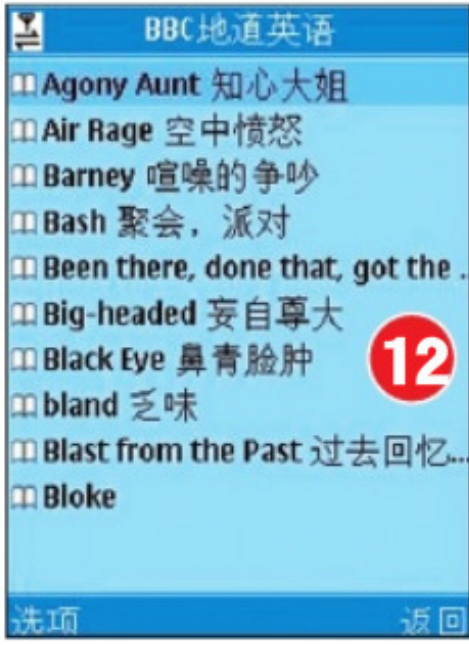 BBC地道英语
Agony Aunt 知心大姐
Air Rage 空中愤怒
Barney 喧噪的争吵
Bash 聚会，派对
Been there, done that, got the .
Big-headed 妄自尊大
Black Eye 鼻青脸肿
12
bland 乏味
Blast from the Past 过去回忆...
Bloke
选项 返回